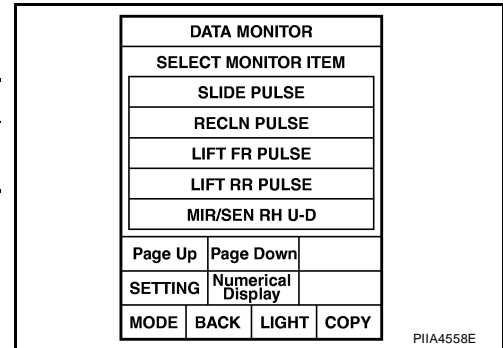 DATA MONITOR
SELECT MONITOR ITEM
SLIDE PULSE
RECLN PULSE
LIFT FR PULSE
LIFT RR PULSE
MIR/SEN RH U-D
Page Up Page Down
SETTING Numerical Display
MODE BACK LIGHT COPY
PIIA4558E